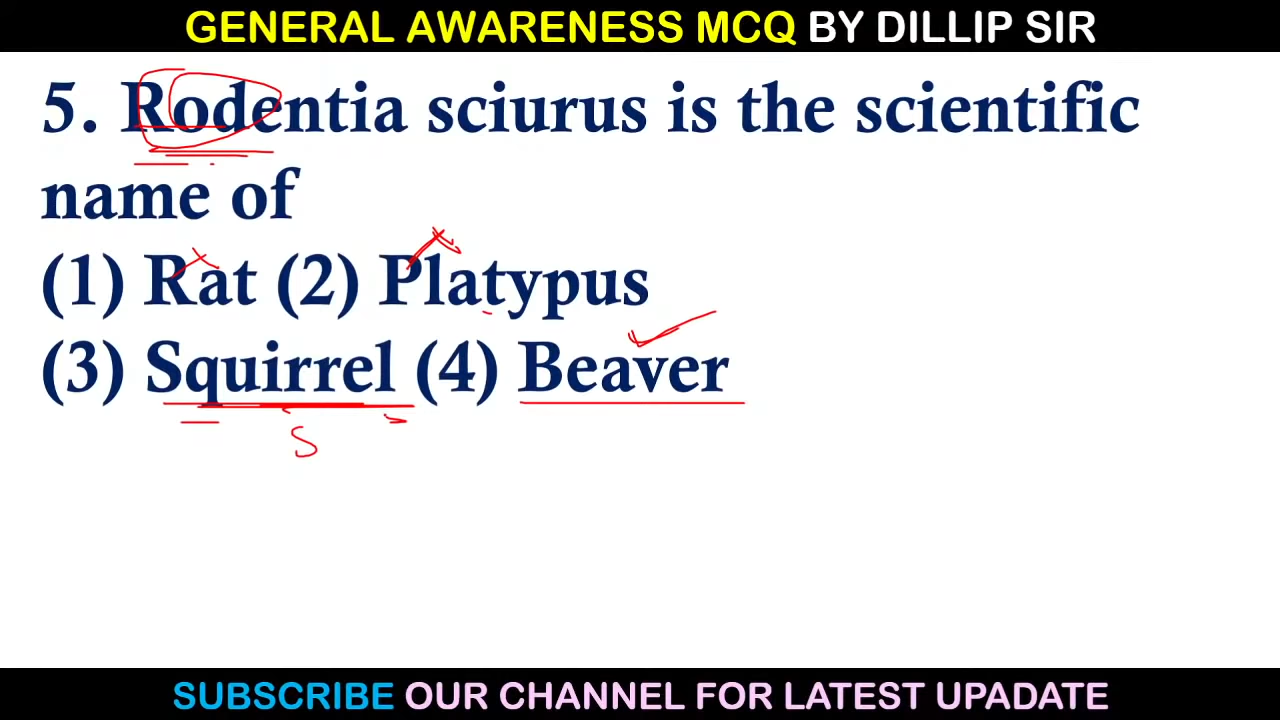 GENERAL AWARENESS MCQ BY DILLIP SIR
5. Rodentia sciurus is the scientific
name of
(1) Rat (2) Platypus
(3) Squirrel (4) Beaver
S
SUBSCRIBE OUR CHANNEL FOR LATEST UPADATE